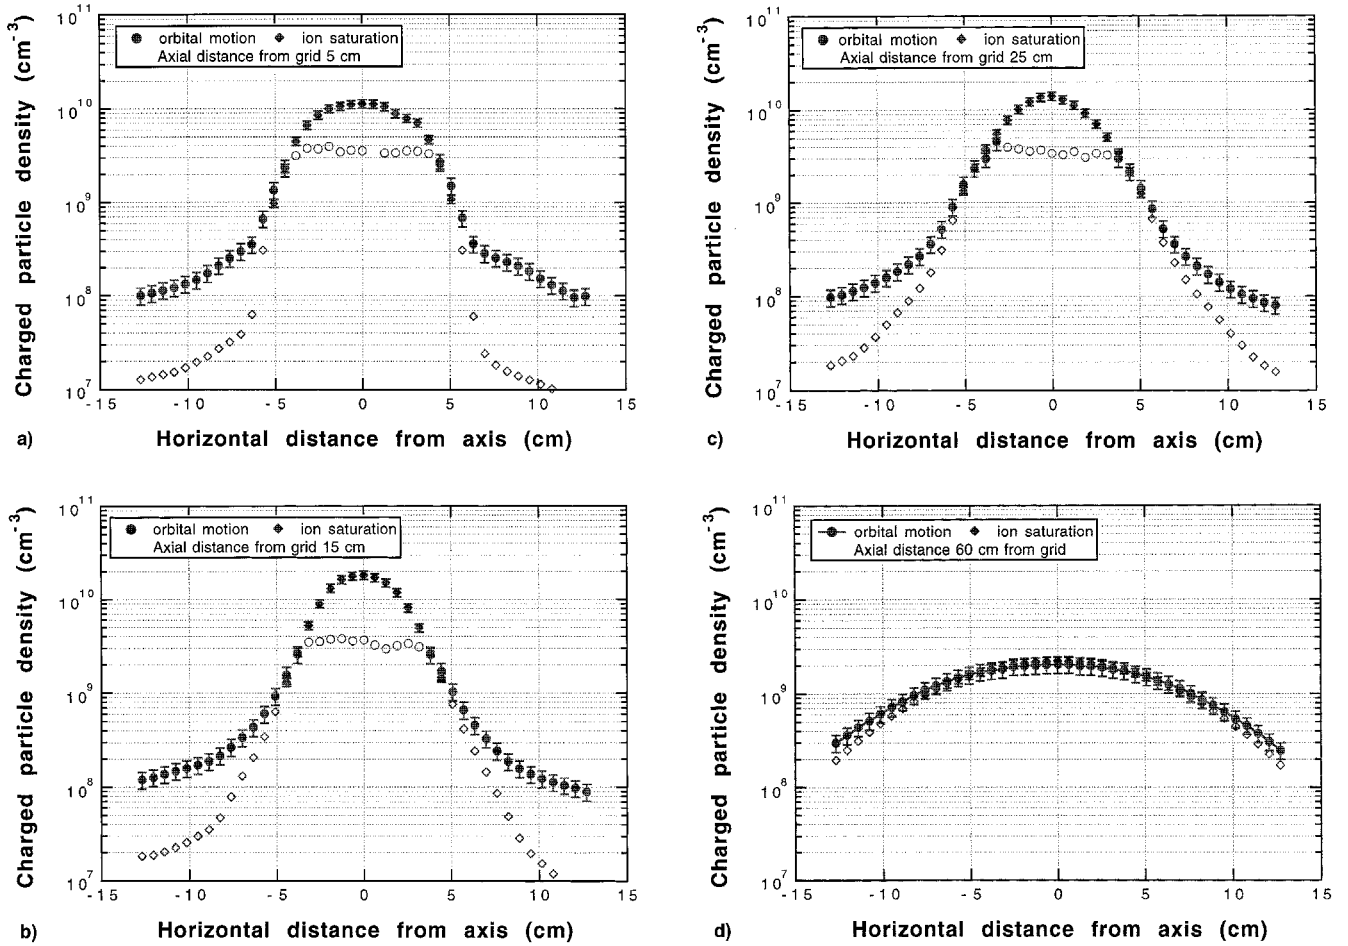 10^11
orbital motion ion saturation
Axial distance from grid 5 cm
10^10
10^9
10^8
10^7
-15 -10 -5 0 5 10 15
Charged particle density (cm^-3)
a) Horizontal distance from axis (cm)
10^11
orbital motion ion saturation
Axial distance from grid 25 cm
10^10
10^9
10^8
10^7
-15 -10 -5 0 5 10 15
Charged particle density (cm^-3)
c) Horizontal distance from axis (cm)
10^11
orbital motion ion saturation
Axial distance from grid 15 cm
10^10
10^9
10^8
10^7
-15 -10 -5 0 5 10 15
Charged particle density (cm^-3)
b) Horizontal distance from axis (cm)
10^11
orbital motion ion saturation
Axial distance 60 cm from grid
10^10
10^9
10^8
10^7
-15 -10 -5 0 5 10 15
Charged particle density (cm^-3)
d) Horizontal distance from axis (cm)